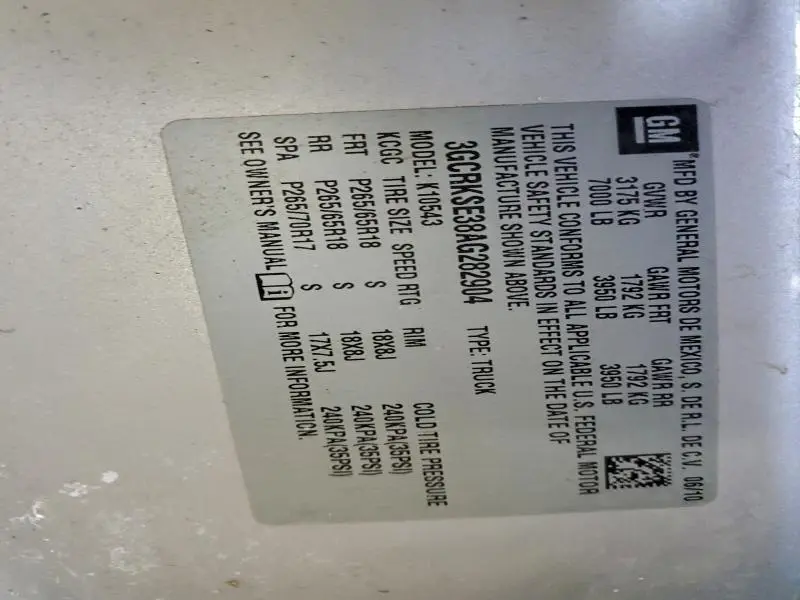 GM ® MFD BY GENERAL MOTORS DE MEXICO, S. DE R.L. DE C.V. 06/10
GVWR GAWR FRT GAWR RR
3175 KG 1792 KG 1792 KG
7000 LB 3950 LB 3950 LB
THIS VEHICLE CONFORMS TO ALL APPLICABLE U.S. FEDERAL MOTOR
VEHICLE SAFETY STANDARDS IN EFFECT ON THE DATE OF
MANUFACTURE SHOWN ABOVE.
3GCRKSE38AG282904 TYPE: TRUCK
MODEL: K10543
KCGC TIRE SIZE SPEED RTG RIM COLD TIRE PRESSURE
FRT P265/65R18 S 18X8J 240KPA(35PSI)
RR P265/65R18 S 18X8J 240KPA(35PSI)
SPA P265/70R17 S 17X7.5J 240KPA(35PSI)
SEE OWNER'S MANUAL i FOR MORE INFORMATION.